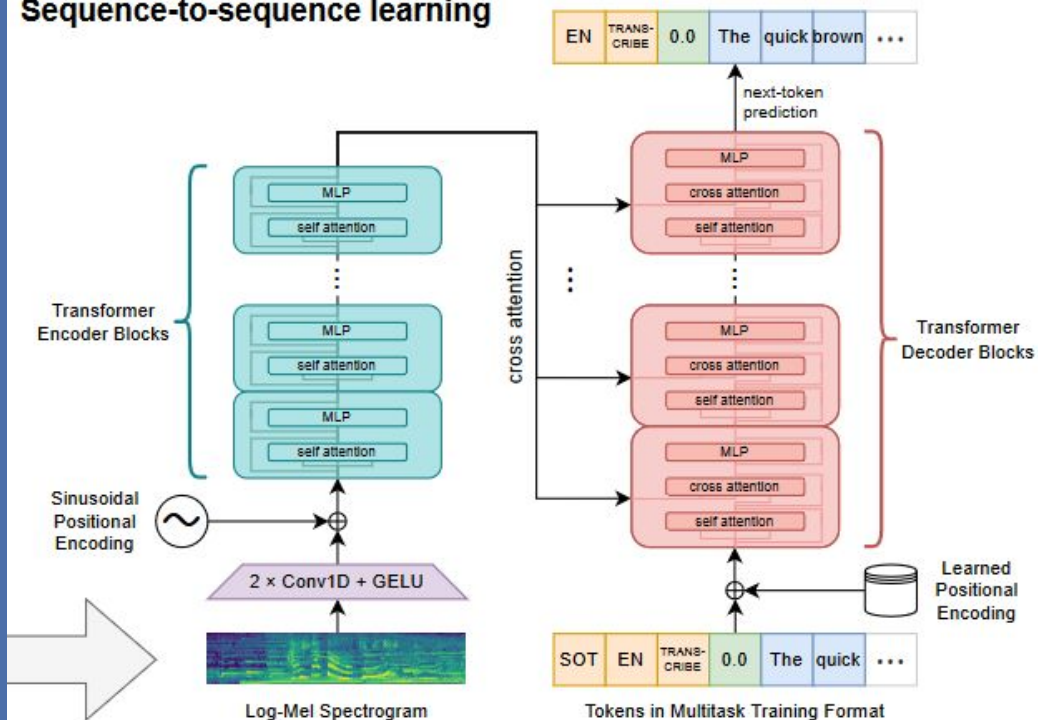 Sequence-to-sequence learning
EN TRANS-CRIBE 0.0 The quick brown ...
next-token
prediction
MLP
self attention
MLP
cross attention
self attention
Transformer
Encoder Blocks
MLP
self attention
MLP
self attention
cross attention
MLP
cross attention
self attention
MLP
cross attention
self attention
Transformer
Decoder Blocks
Sinusoidal
Positional
Encoding
2 × Conv1D + GELU
Learned
Positional
Encoding
SOT EN TRANS-CRIBE 0.0 The quick ...
Log-Mel Spectrogram
Tokens in Multitask Training Format